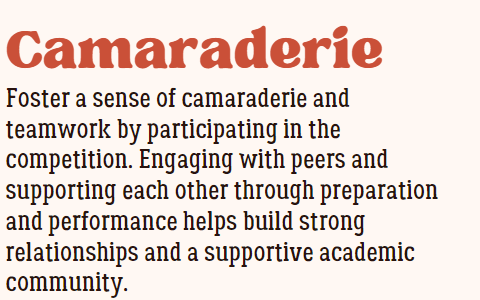 Camaraderie
Foster a sense of camaraderie and
teamwork by participating in the
competition. Engaging with peers and
supporting each other through preparation
and performance helps build strong
relationships and a supportive academic
community.